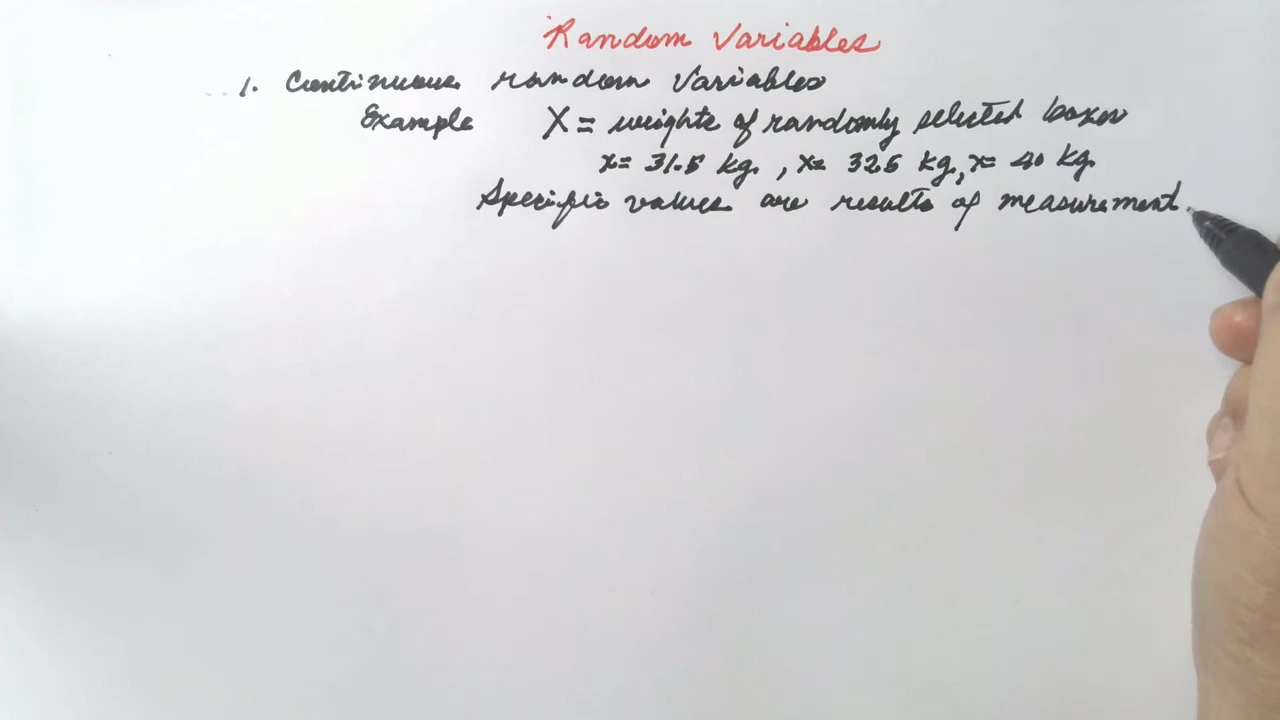 Random Variables
1. Continuous random variables
Example X = weights of randomly selected boxes
x= 31.5 kg. , x= 32.5 kg, x= 40 kg.
Specific values are results of measurement